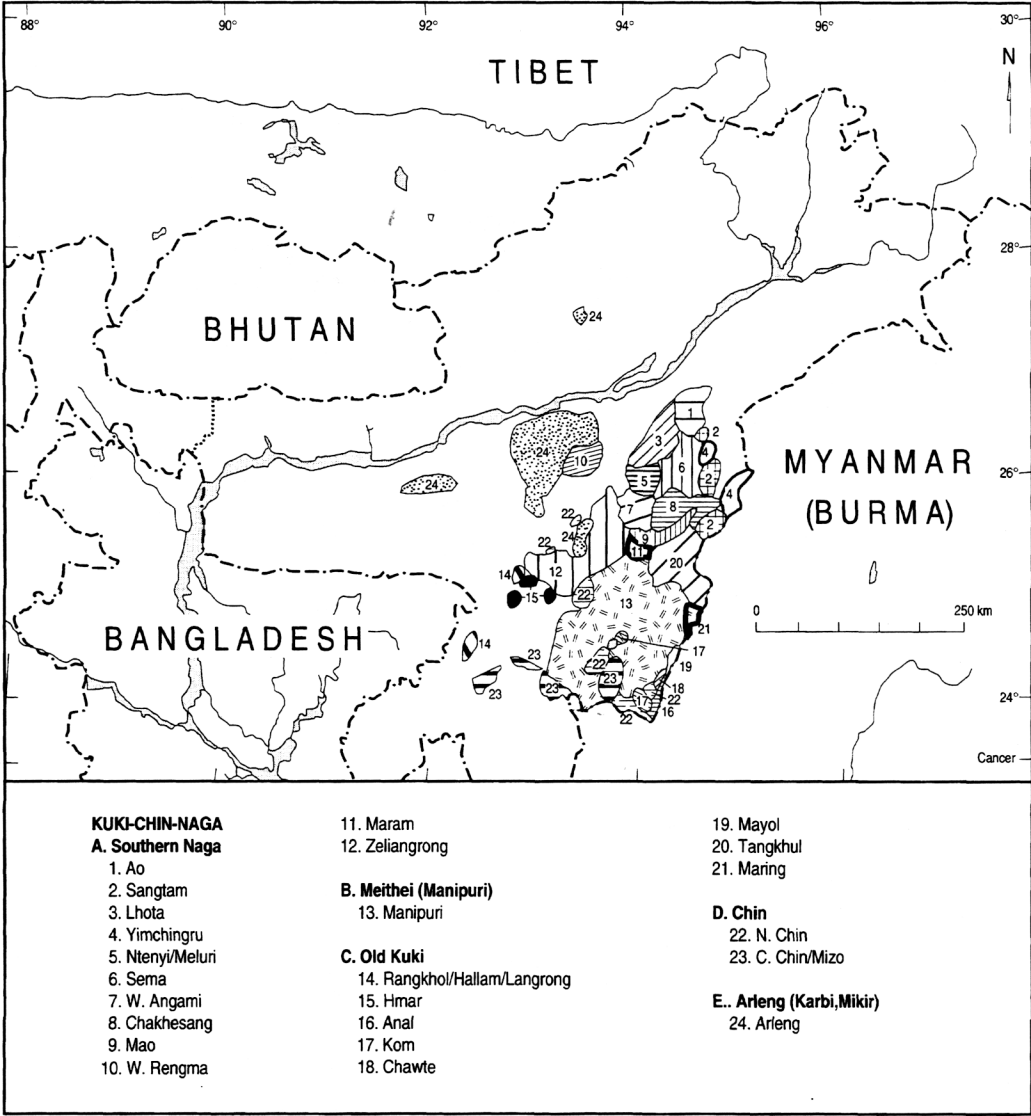 88° 90° 92° 94° 96° 30°
N
TIBET
28°
BHUTAN
24
1
2
3
4
24
10
6
26°
MYANMAR
(BURMA)
5
2
24
4
7
8
22
2
9
24
22
11
20
14
12
15
22
13
0 250 km
21
BANGLADESH
14
17
23
22
19
23
23
23
18
17
22
24°
22
16
Cancer
KUKI-CHIN-NAGA
A. Southern Naga
1. Ao
2. Sangtam
3. Lhota
4. Yimchingru
5. Ntenyi/Meluri
6. Sema
7. W. Angami
8. Chakhesang
9. Mao
10. W. Rengma
11. Maram
12. Zeliangrong
B. Meithei (Manipuri)
13. Manipuri
C. Old Kuki
14. Rangkhol/Hallam/Langrong
15. Hmar
16. Anal
17. Kom
18. Chawte
19. Mayol
20. Tangkhul
21. Maring
D. Chin
22. N. Chin
23. C. Chin/Mizo
E.. Arleng (Karbi,Mikir)
24. Arleng